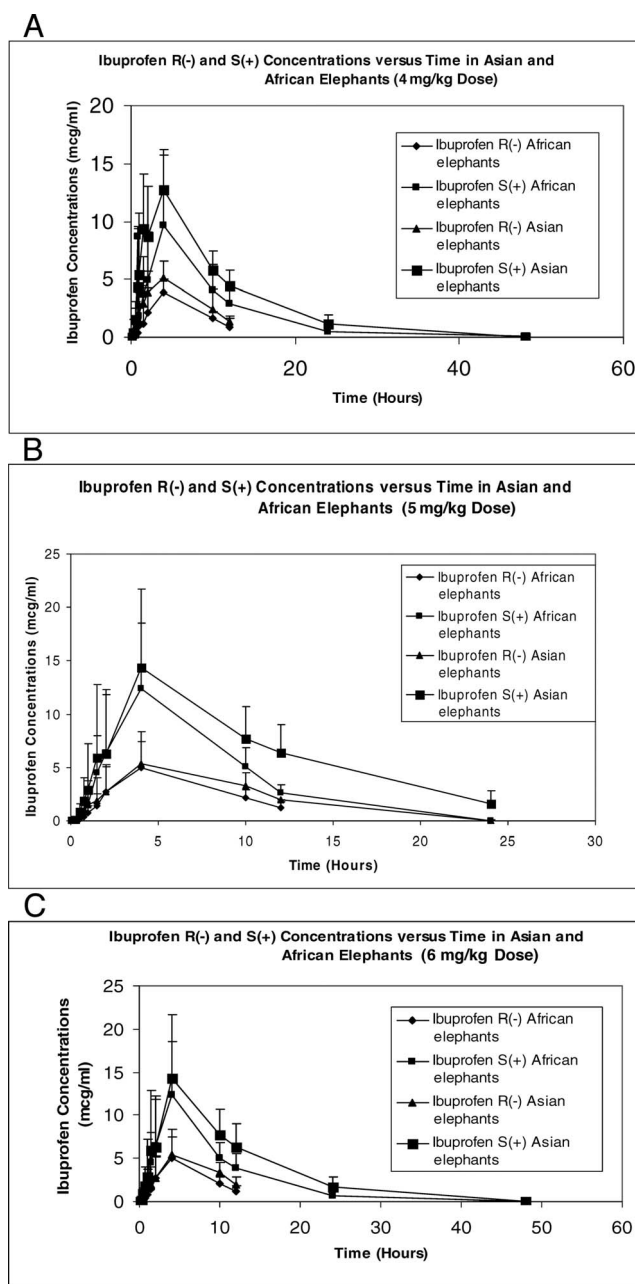 A
Ibuprofen R(-) and S(+) Concentrations versus Time in Asian and
African Elephants (4 mg/kg Dose)
Ibuprofen Concentrations (mcg/ml)
20
15
10
5
0
Ibuprofen R(-) African
elephants
Ibuprofen S(+) African
elephants
Ibuprofen R(-) Asian
elephants
Ibuprofen S(+) Asian
elephants
0
20
40
60
Time (Hours)
B
Ibuprofen R(-) and S(+) Concentrations versus Time in Asian and
African Elephants (5 mg/kg Dose)
Ibuprofen Concentrations (mcg/ml)
25
20
15
10
5
0
Ibuprofen R(-) African
elephants
Ibuprofen S(+) African
elephants
Ibuprofen R(-) Asian
elephants
Ibuprofen S(+) Asian
elephants
0
5
10
15
20
25
30
Time (Hours)
C
Ibuprofen R(-) and S(+) Concentrations versus Time in Asian and
African Elephants (6 mg/kg Dose)
Ibuprofen Concentrations
(mcg/ml)
25
20
15
10
5
0
Ibuprofen R(-) African
elephants
Ibuprofen S(+) African
elephants
Ibuprofen R(-) Asian
elephants
Ibuprofen S(+) Asian
elephants
0
10
20
30
40
50
60
Time (Hours)